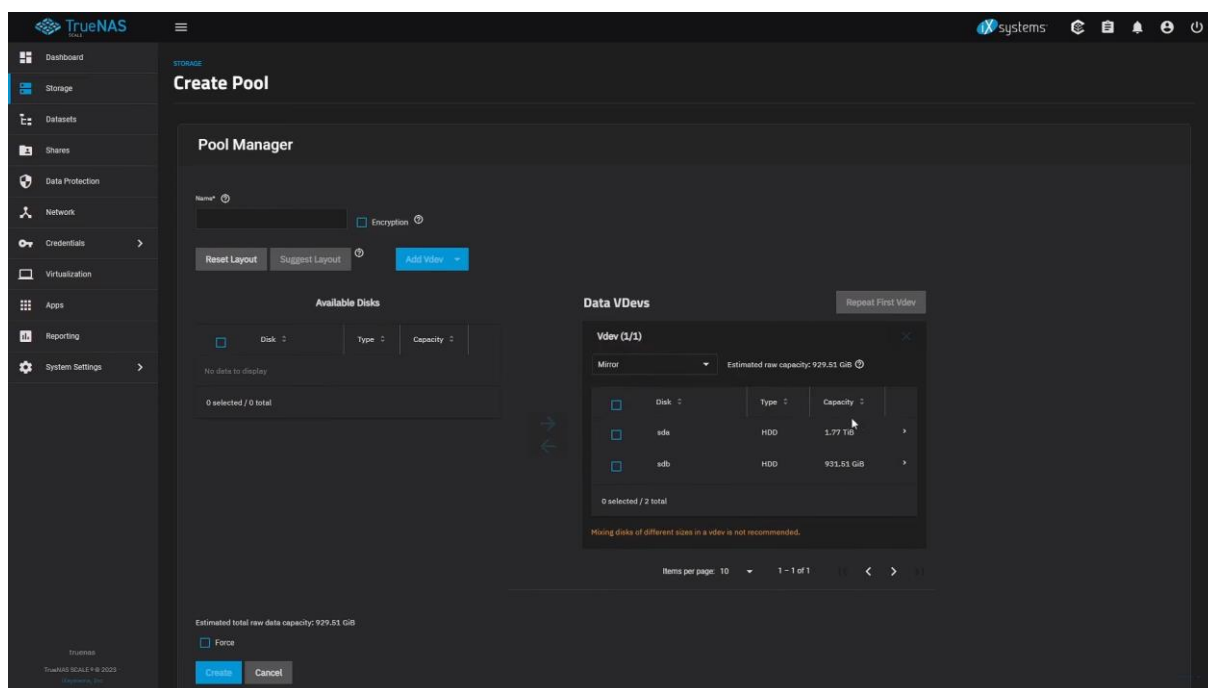 TrueNAS
SCALE
iX systems
Dashboard
Storage
Datasets
Shares
Data Protection
Network
Credentials
Virtualization
Apps
Reporting
System Settings
truenas
TrueNAS SCALE ® © 2023
iXsystems, Inc
STORAGE
Create Pool
Pool Manager
Name*
Encryption
Reset Layout Suggest Layout Add Vdev
Available Disks
Disk Type Capacity
No data to display
0 selected / 0 total
Data VDevs Repeat First Vdev
Vdev (1/1)
Mirror Estimated raw capacity: 929.51 GiB
Disk Type Capacity
sda HDD 1.77 TiB
sdb HDD 931.51 GiB
0 selected / 2 total
Mixing disks of different sizes in a vdev is not recommended.
Items per page: 10 1 – 1 of 1
Estimated total raw data capacity: 929.51 GiB
Force
Create Cancel